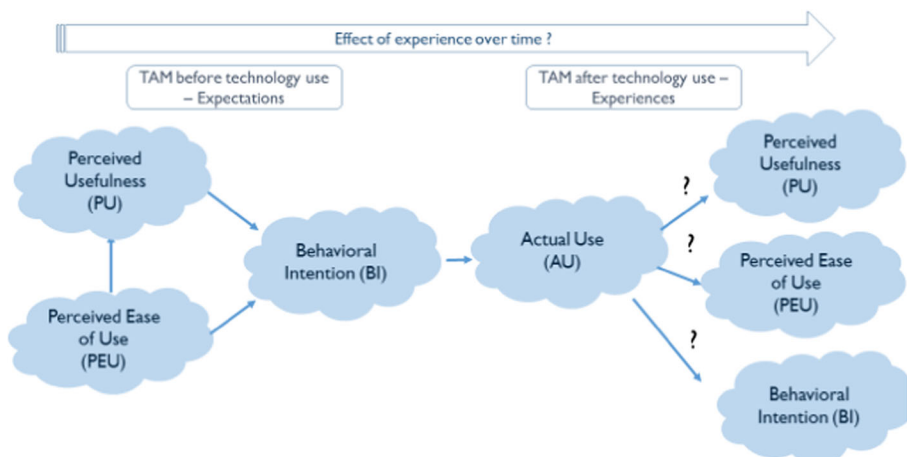 Effect of experience over time ?
TAM before technology use
– Expectations
TAM after technology use –
Experiences
Perceived
Usefulness
(PU)
Perceived Ease
of Use
(PEU)
Behavioral
Intention (BI)
Actual Use
(AU)
?
?
?
Perceived
Usefulness
(PU)
Perceived Ease
of Use
(PEU)
Behavioral
Intention (BI)